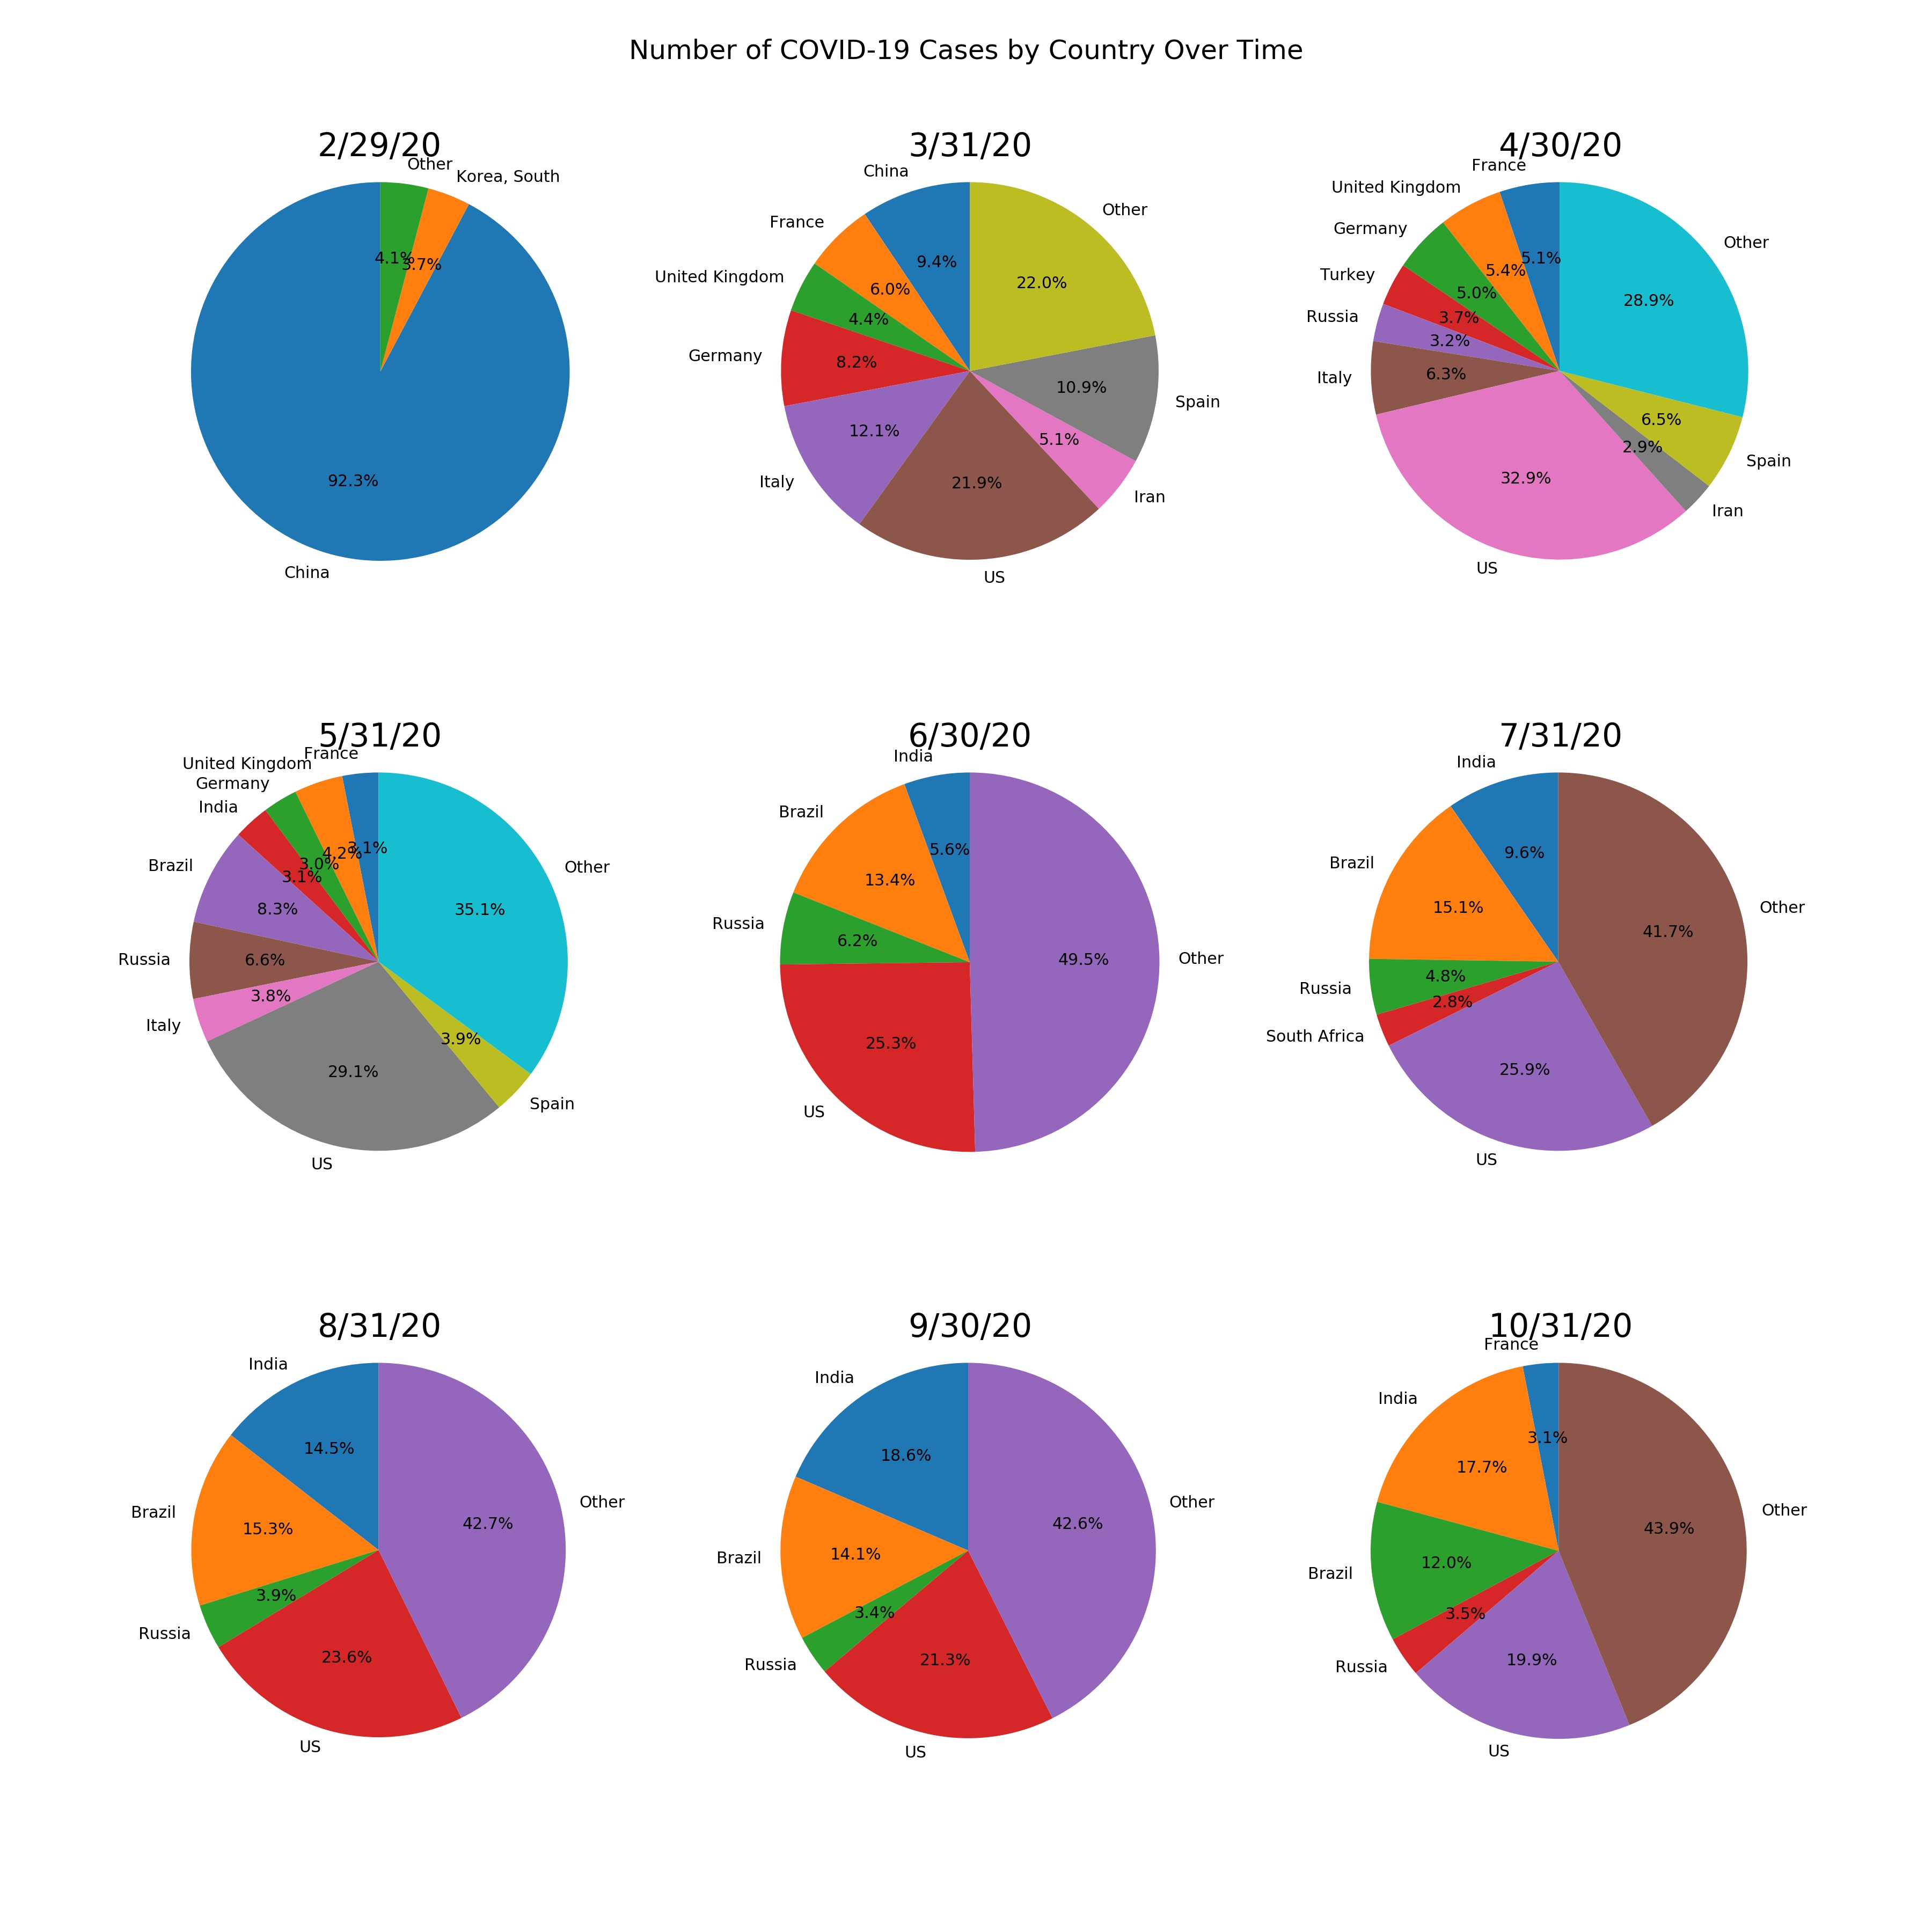 Number of COVID-19 Cases by Country Over Time
2/29/20
Other
Korea, South
4.1%
3.7%
92.3%
China
3/31/20
China
France
Other
United Kingdom
9.4%
6.0%
22.0%
4.4%
Germany
8.2%
10.9%
Spain
12.1%
5.1%
Italy
21.9%
Iran
US
4/30/20
France
United Kingdom
Germany
Other
Turkey
5.1%
5.4%
5.0%
28.9%
Russia
3.7%
3.2%
Italy
6.3%
6.5%
2.9%
Spain
32.9%
Iran
US
5/31/20
France
United Kingdom
Germany
India
3.1%
4.2%
3.0%
3.1%
Brazil
Other
8.3%
35.1%
Russia
6.6%
3.8%
Italy
3.9%
29.1%
Spain
US
6/30/20
India
Brazil
5.6%
13.4%
Russia
6.2%
49.5%
Other
25.3%
US
7/31/20
India
Brazil
9.6%
15.1%
Other
41.7%
Russia
4.8%
2.8%
South Africa
25.9%
US
8/31/20
India
14.5%
Brazil
15.3%
42.7%
Other
3.9%
Russia
23.6%
US
9/30/20
India
18.6%
Other
42.6%
Brazil
14.1%
3.4%
Russia
21.3%
US
10/31/20
France
India
3.1%
17.7%
Other
43.9%
Brazil
12.0%
3.5%
Russia
19.9%
US